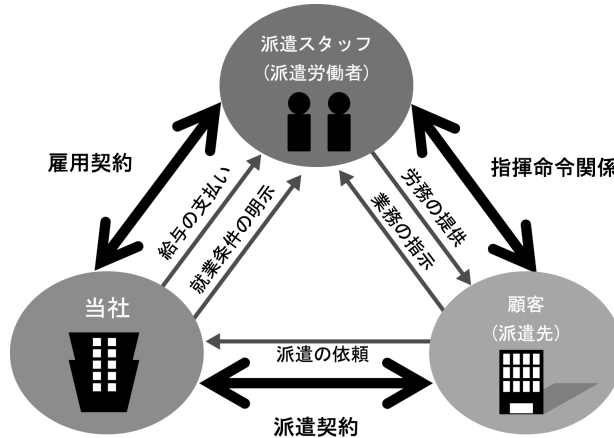 派遣スタッフ
(派遣労働者)
雇用契約
指揮命令関係
給与の支払い
就業条件の明示
業務の指示
労務の提供
当社
顧客
(派遣先)
派遣の依頼
派遣契約